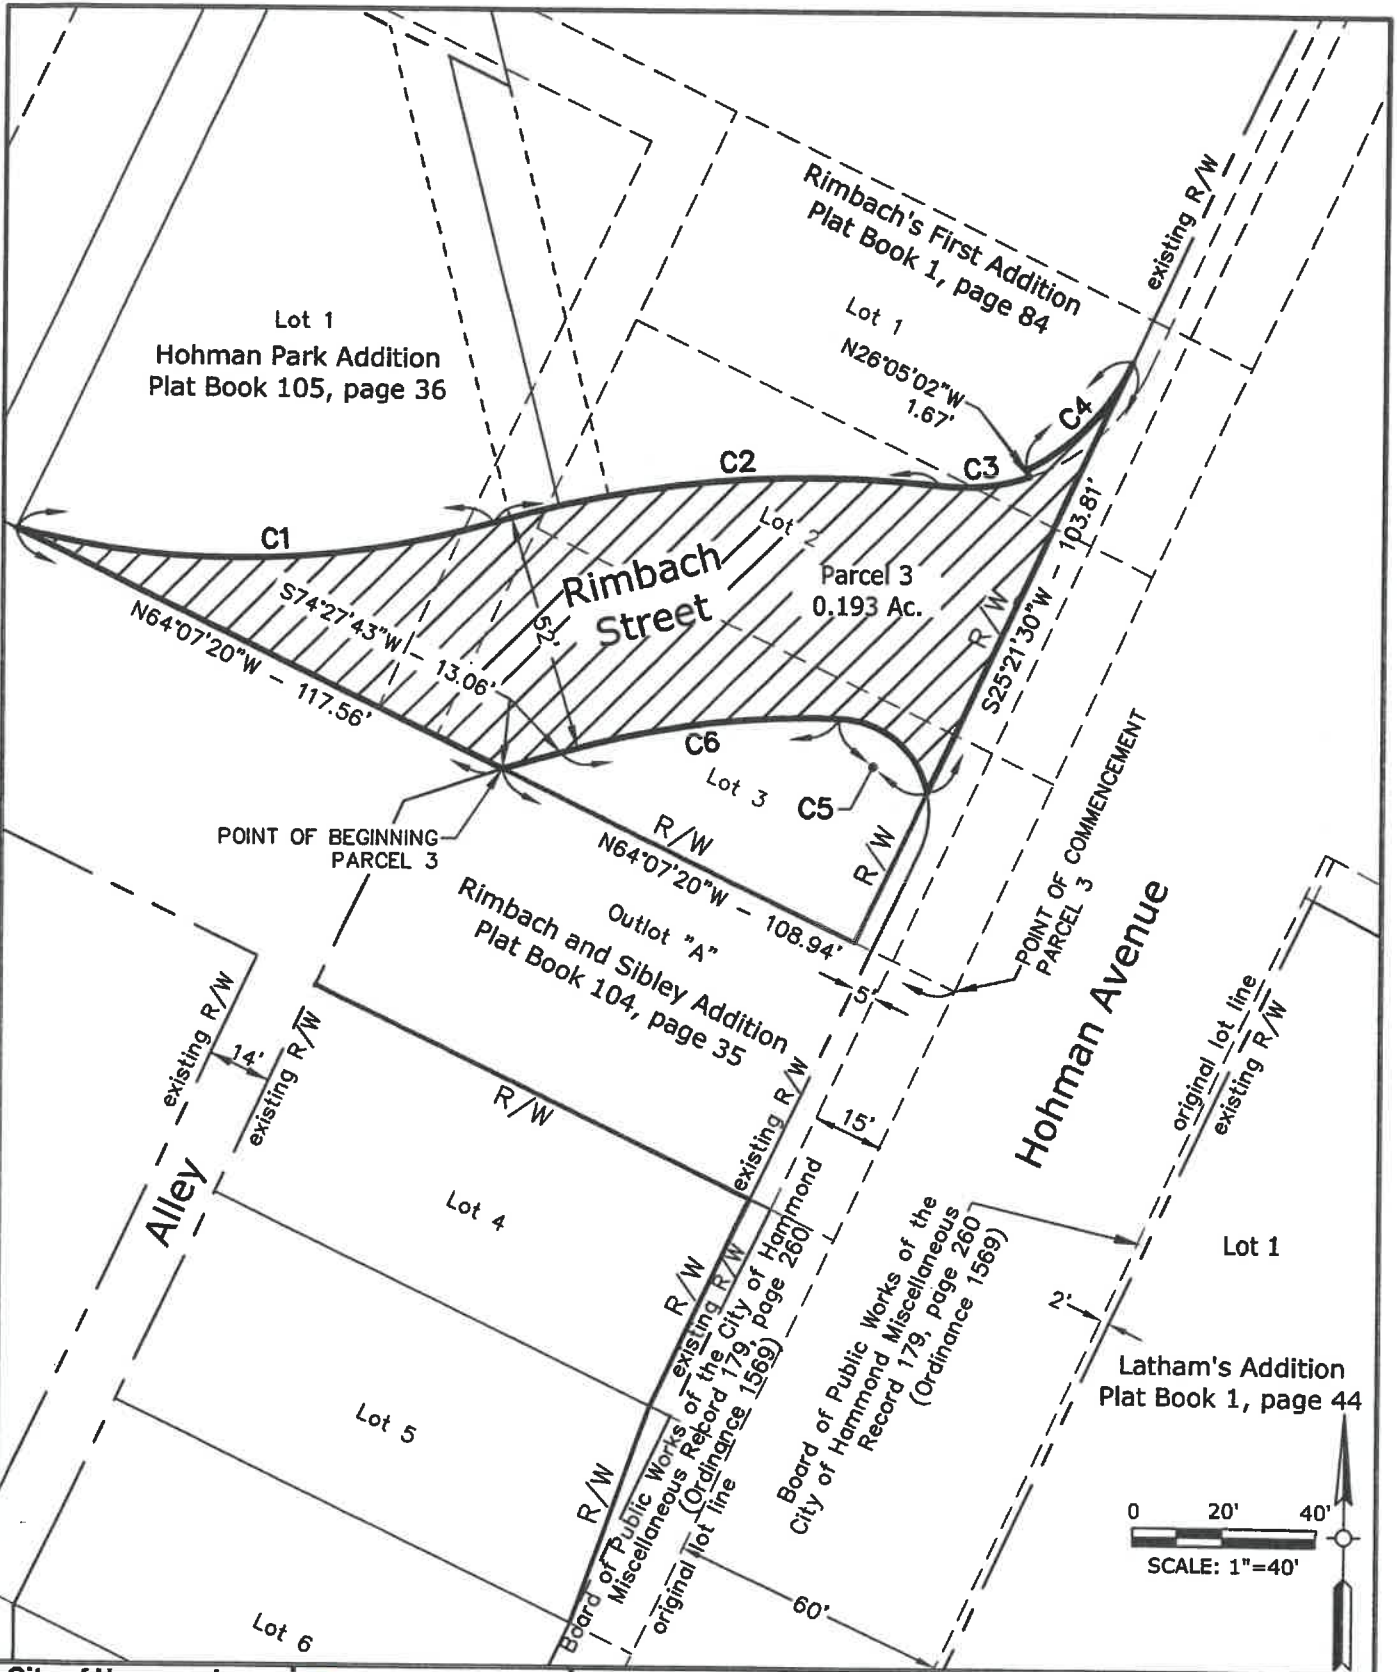 Rimbach's First Addition
Plat Book 1, page 84
existing R/W
Lot 1
Lot 1
Hohman Park Addition
Plat Book 105, page 36
N26°05'02"W
1.67'
C4
C3
C2
C1
Lot 2
Rimbach
Street
Parcel 3
0.193 Ac.
S25°21'30"W - 103.81'
R/W
S74°27'43"W - 13.06'
52'
N64°07'20"W - 117.56'
C6
Lot 3
C5
POINT OF BEGINNING
PARCEL 3
R/W
N64°07'20"W - 108.94'
R/W
POINT OF COMMENCEMENT
PARCEL 3
Outlot "A"
Rimbach and Sibley Addition
Plat Book 104, page 35
5'
Hohman Avenue
existing R/W
14'
existing R/W
R/W
existing R/W
15'
original lot line
existing R/W
Alley
Lot 4
R/W
existing R/W
Board of Public Works of the City of Hammond
Miscellaneous Record 179, page 260
(Ordinance 1569)
original lot line
Board of Public Works of the
City of Hammond Miscellaneous
Record 179, page 260
(Ordinance 1569)
Lot 1
2'
Latham's Addition
Plat Book 1, page 44
Lot 5
R/W
0 20' 40'
SCALE: 1"=40'
60'
Lot 6